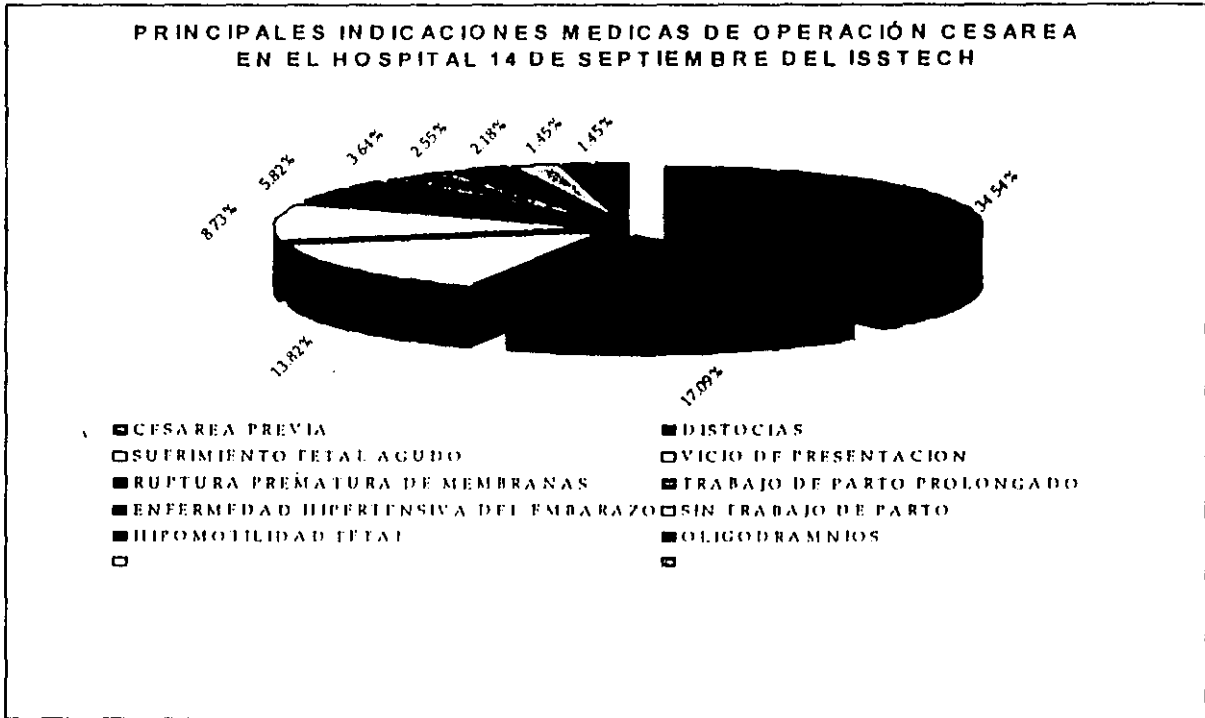 PRINCIPALES INDICACIONES MEDICAS DE OPERACIÓN CESAREA
EN EL HOSPITAL 14 DE SEPTIEMBRE DEL ISSTECH
8.73% 5.82% 3.64% 2.55% 2.18% 1.45% 1.45%
34.54%
13.82%
17.09%
CESAREA PREVIA
DISTOCIAS
SUFRIMIENTO FETAL AGUDO
VICIO DE PRESENTACION
RUPTURA PREMATURA DE MEMBRANAS
TRABAJO DE PARTO PROLONGADO
ENFERMEDAD HIPERTENSIVA DEL EMBARAZO
SIN TRABAJO DE PARTO
HIPOMOTILIDAD FETAL
OLIGODRAMNIOS